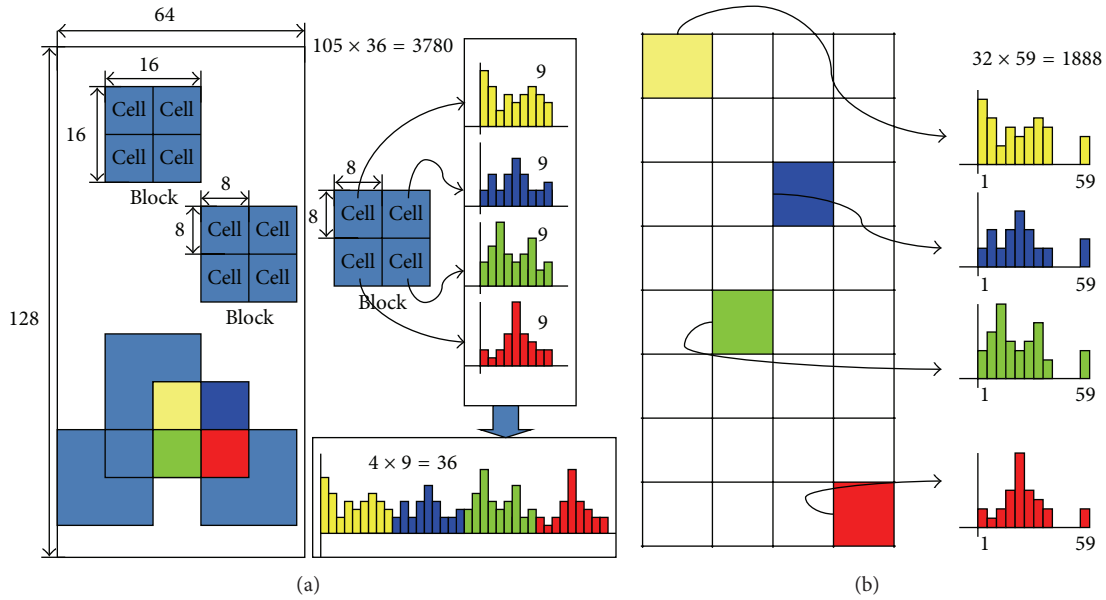 64
105 × 36 = 3780
128
16
16
Cell Cell
Cell Cell
Block
8
8
Cell Cell
Cell Cell
Block
8
8
Cell Cell
Cell Cell
Block
9
9
9
9
4 × 9 = 36
(a)
32 × 59 = 1888
1 59
1 59
1 59
1 59
(b)